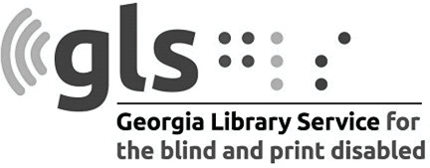 gls ⠛⠇⠎
Georgia Library Service for
the blind and print disabled